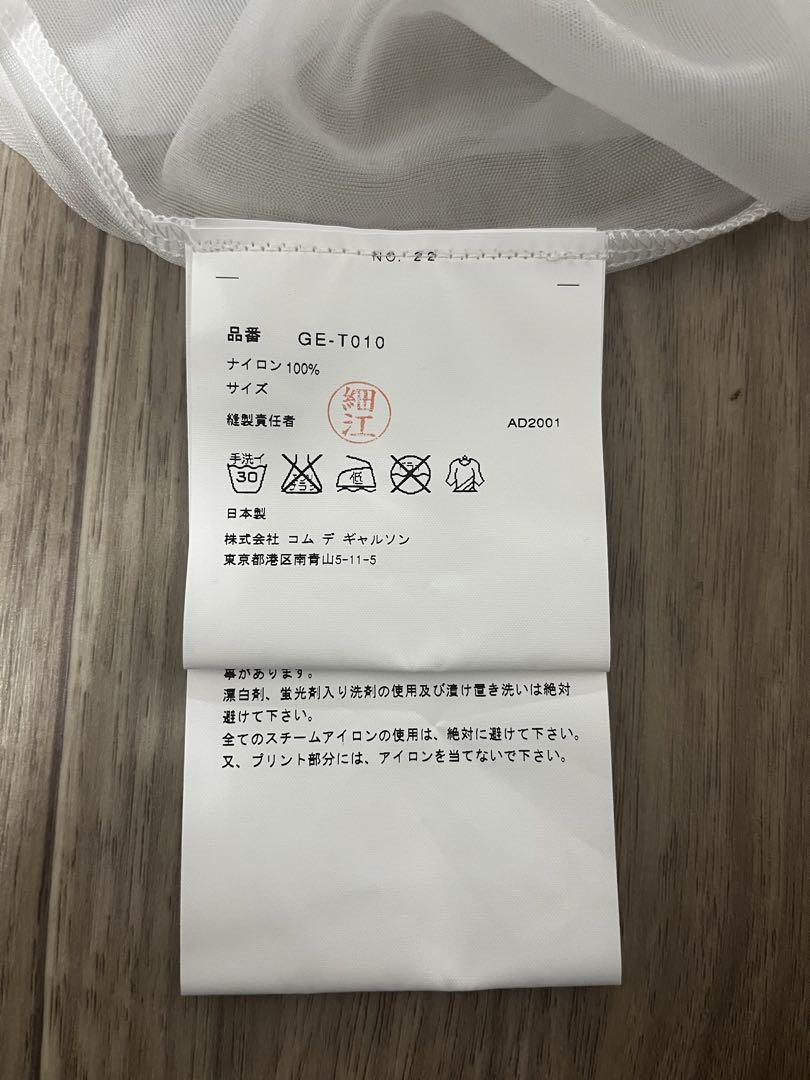 NO. 22
品番 GE-T010
ナイロン100%
サイズ
縫製責任者 細江 AD2001
手洗イ
30
低
日本製
株式会社 コム デ ギャルソン
東京都港区南青山5-11-5
事があります。
漂白剤、蛍光剤入り洗剤の使用及び漬け置き洗いは絶対
避けて下さい。
全てのスチームアイロンの使用は、絶対に避けて下さい。
又、プリント部分には、アイロンを当てないで下さい。